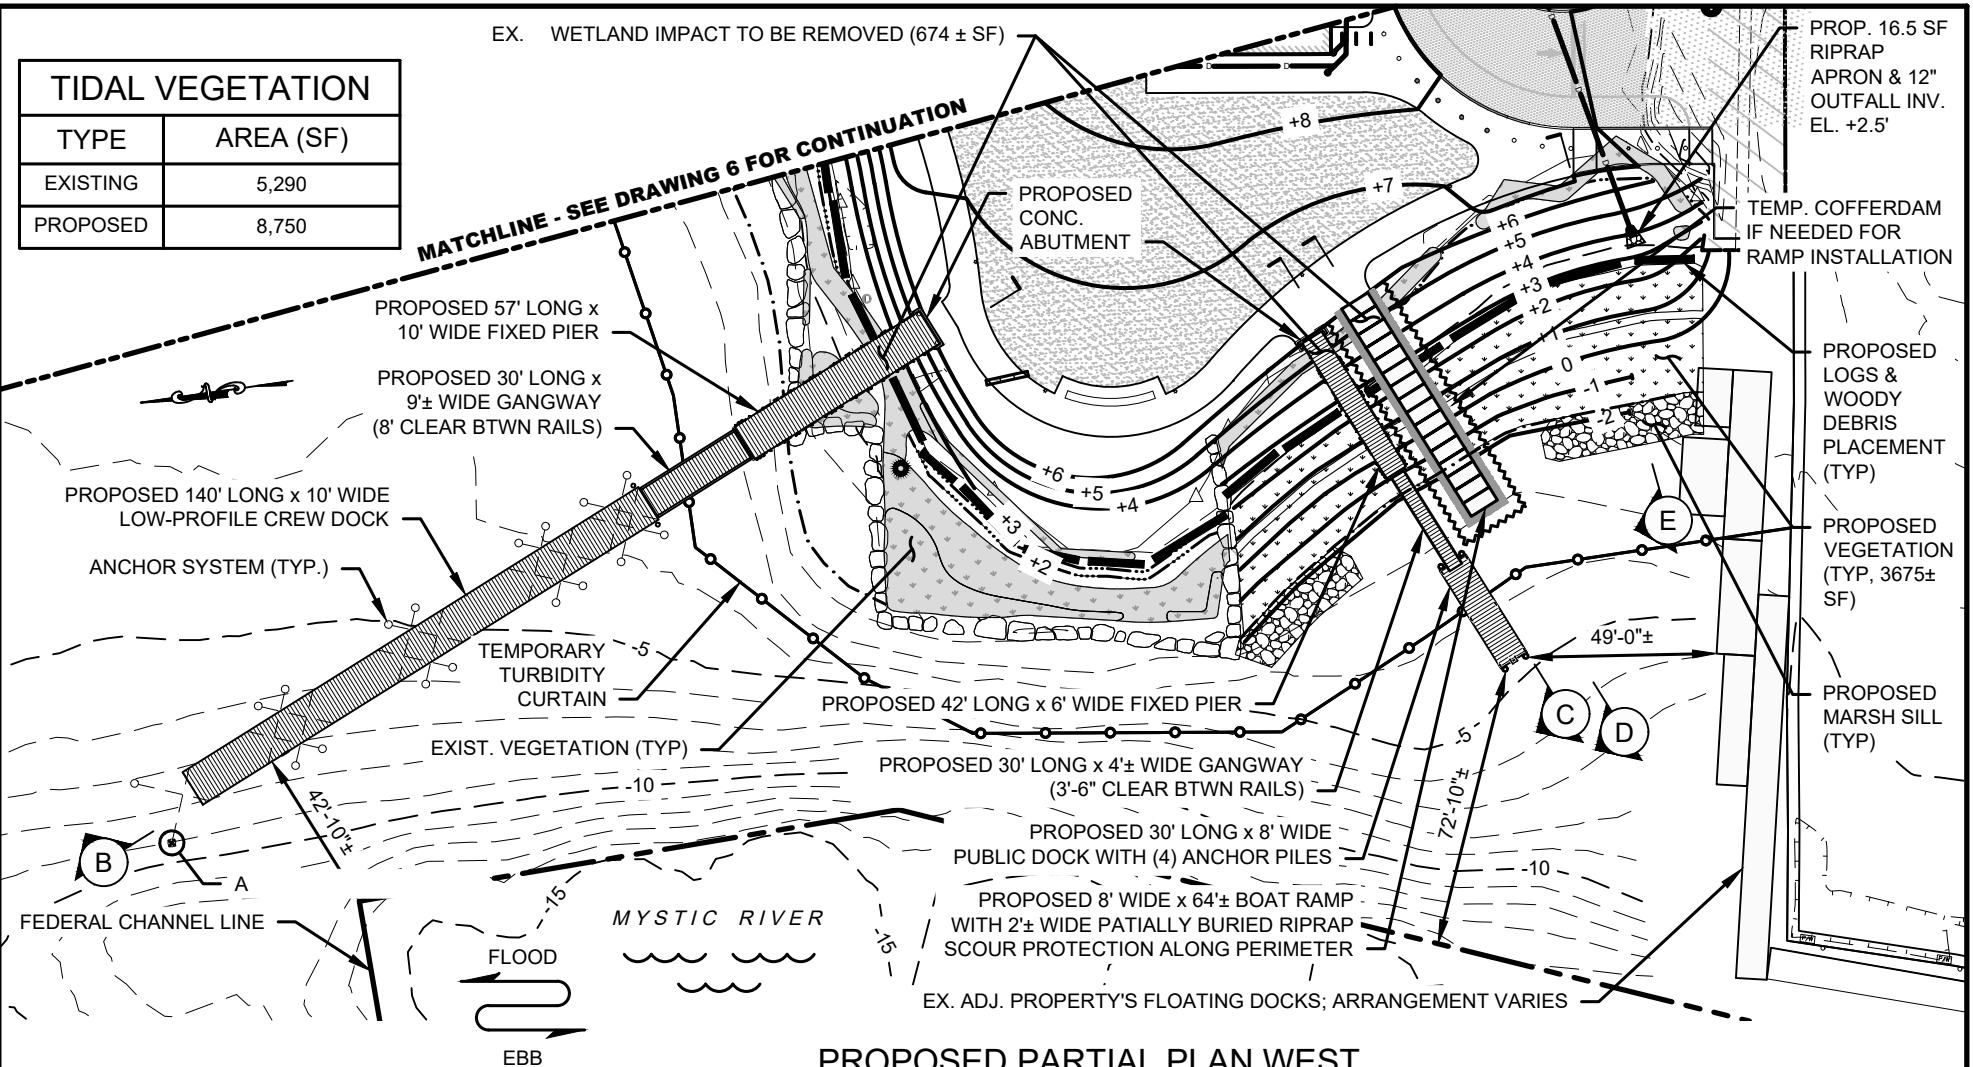 EX. WETLAND IMPACT TO BE REMOVED (674 ± SF)
TIDAL VEGETATION
TYPE AREA (SF)
EXISTING 5,290
PROPOSED 8,750
MATCHLINE - SEE DRAWING 6 FOR CONTINUATION
PROP. 16.5 SF
RIPRAP
APRON & 12"
OUTFALL INV.
EL. +2.5'
+8
+7
PROPOSED
CONC.
ABUTMENT
TEMP. COFFERDAM
IF NEEDED FOR
RAMP INSTALLATION
+6
+5
+4
+3
+2
+1
0
-1
-2
PROPOSED 57' LONG x
10' WIDE FIXED PIER
PROPOSED 30' LONG x
9'± WIDE GANGWAY
(8' CLEAR BTWN RAILS)
PROPOSED
LOGS &
WOODY
DEBRIS
PLACEMENT
(TYP)
+6
+5
+4
+3
+2
PROPOSED 140' LONG x 10' WIDE
LOW-PROFILE CREW DOCK
ANCHOR SYSTEM (TYP.)
E
PROPOSED
VEGETATION
(TYP, 3675±
SF)
-5
TEMPORARY
TURBIDITY
CURTAIN
49'-0"±
EXIST. VEGETATION (TYP)
PROPOSED 42' LONG x 6' WIDE FIXED PIER
C
D
PROPOSED
MARSH SILL
(TYP)
-5
-10
PROPOSED 30' LONG x 4'± WIDE GANGWAY
(3'-6" CLEAR BTWN RAILS)
42'-10"±
72'-10"±
PROPOSED 30' LONG x 8' WIDE
PUBLIC DOCK WITH (4) ANCHOR PILES
-10
B
A
FEDERAL CHANNEL LINE
-15
MYSTIC RIVER
-15
PROPOSED 8' WIDE x 64'± BOAT RAMP
WITH 2'± WIDE PATIALLY BURIED RIPRAP
SCOUR PROTECTION ALONG PERIMETER
FLOOD
EBB
EX. ADJ. PROPERTY'S FLOATING DOCKS; ARRANGEMENT VARIES
PROPOSED PARTIAL PLAN WEST